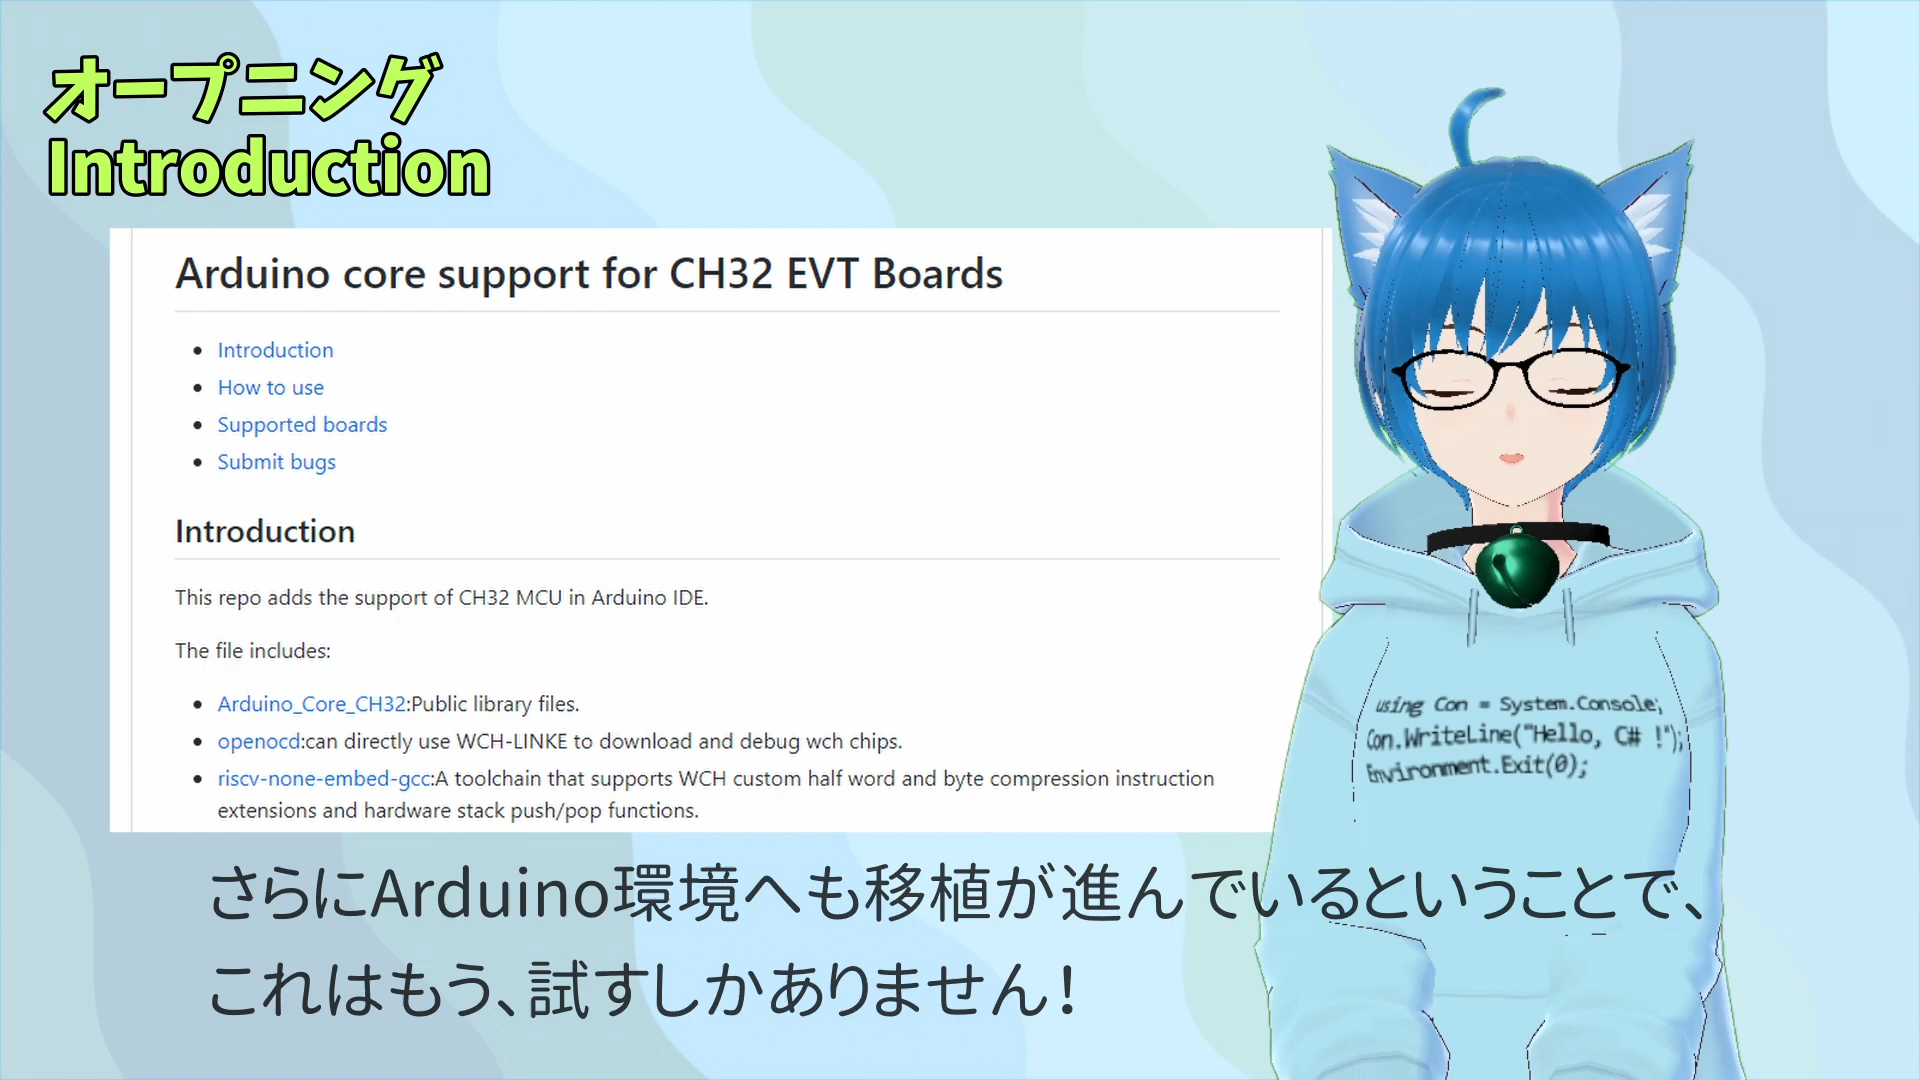 オープニング
Introduction
Arduino core support for CH32 EVT Boards
Introduction
How to use
Supported boards
Submit bugs
Introduction
This repo adds the support of CH32 MCU in Arduino IDE.
The file includes:
Arduino_Core_CH32:Public library files.
openocd:can directly use WCH-LINKE to download and debug wch chips.
riscv-none-embed-gcc:A toolchain that supports WCH custom half word and byte compression instruction
extensions and hardware stack push/pop functions.
using Con = System.Console;
Con.WriteLine("Hello, C# !");
Environment.Exit(0);
さらにArduino環境へも移植が進んでいるということで、
これはもう、試すしかありません！